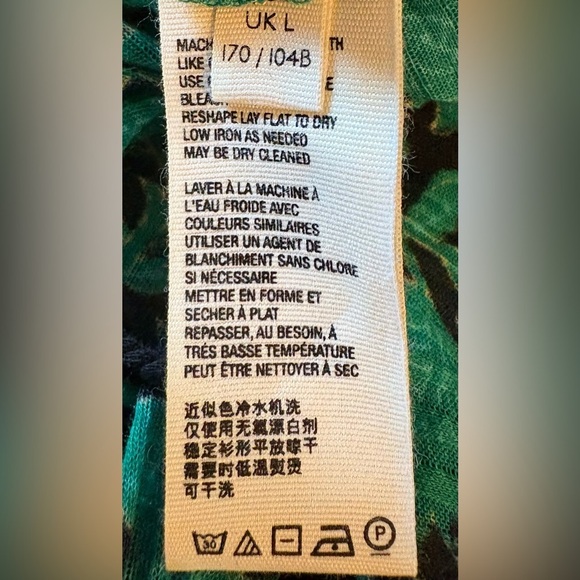 UK L
170 / 104B
MACH
LIKE
USE
BLEA
RESHAPE LAY FLAT TO DRY
LOW IRON AS NEEDED
MAY BE DRY CLEANED
LAVER À LA MACHINE À
L'EAU FROIDE AVEC
COULEURS SIMILAIRES
UTILISER UN AGENT DE
BLANCHIMENT SANS CHLORE
SI NÉCESSAIRE
METTRE EN FORME ET
SECHER À PLAT
REPASSER, AU BESOIN, À
TRÉS BASSE TEMPÉRATURE
PEUT ÊTRE NETTOYER À SEC
近似色冷水机洗
仅使用无氯漂白剂
稳定衫形平放晾干
需要时低温熨烫
可干洗
30
P